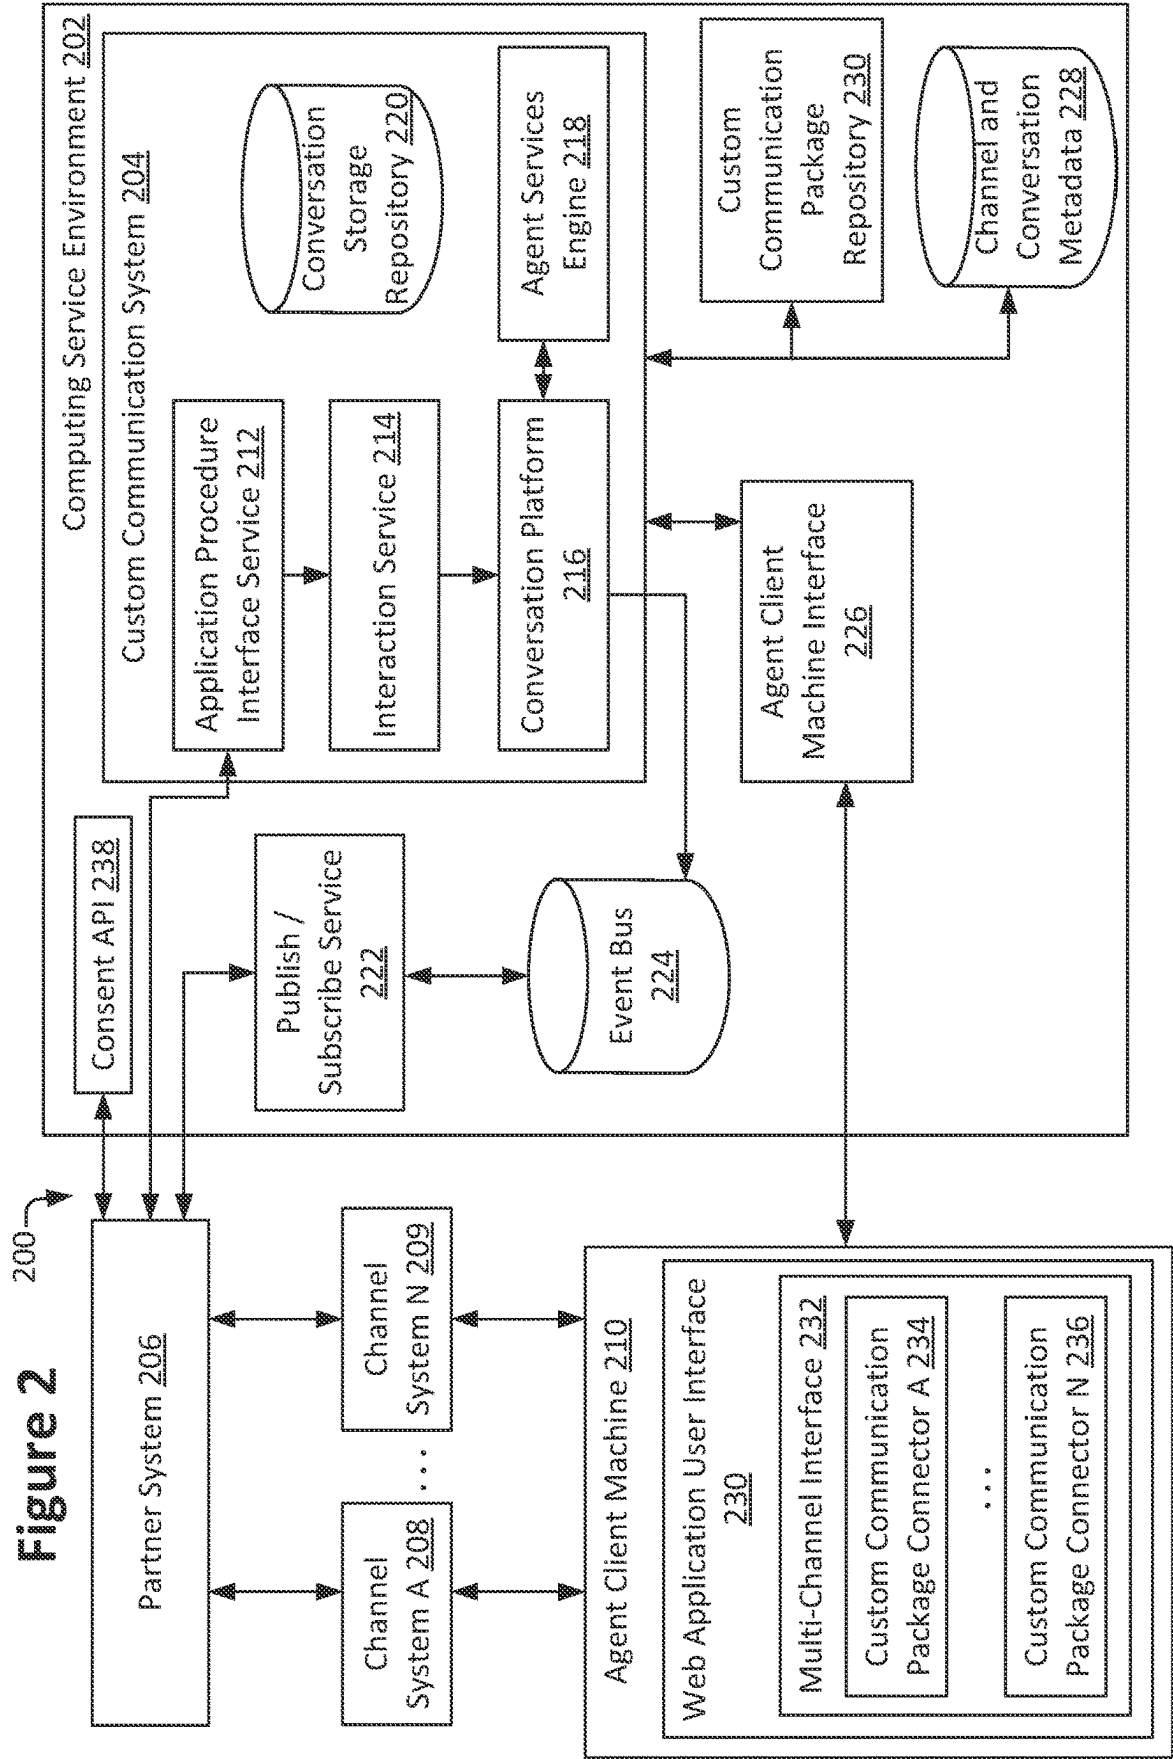 Figure 2
200
Partner System 206
Channel
System A 208
...
Channel
System N 209
Agent Client Machine 210
Web Application User Interface
230
Multi-Channel Interface 232
Custom Communication
Package Connector A 234
...
Custom Communication
Package Connector N 236
Computing Service Environment 202
Consent API 238
Publish /
Subscribe Service
222
Event Bus
224
Custom Communication System 204
Application Procedure
Interface Service 212
Interaction Service 214
Conversation Platform
216
Conversation
Storage
Repository 220
Agent Services
Engine 218
Agent Client
Machine Interface
226
Custom
Communication
Package
Repository 230
Channel and
Conversation
Metadata 228